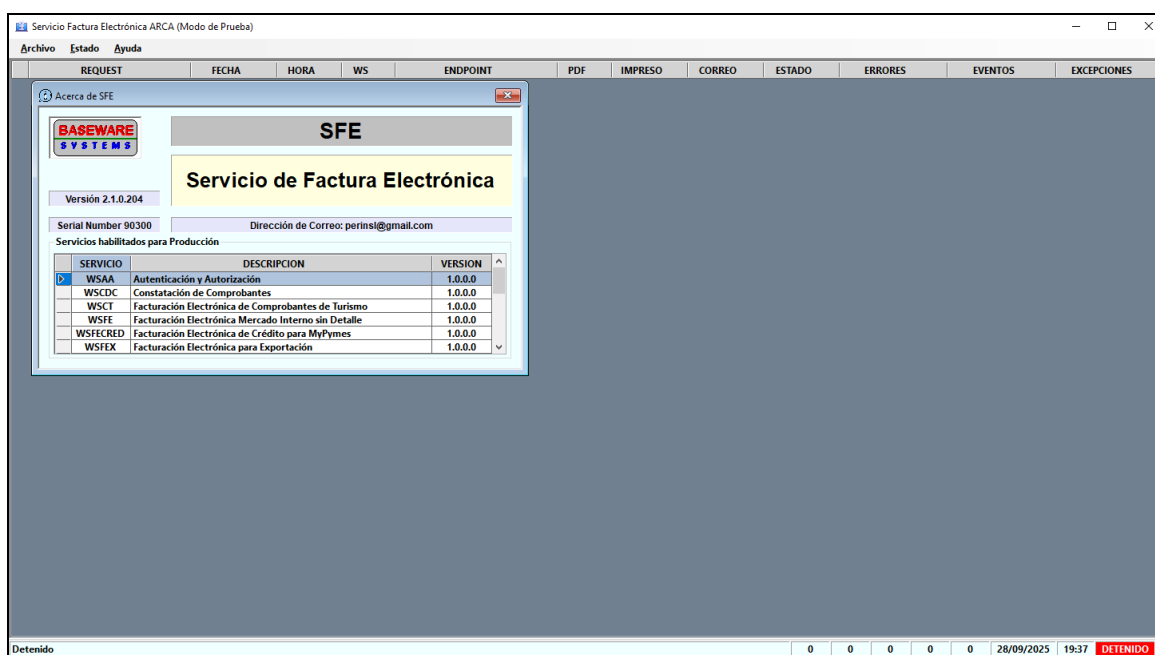 Servicio Factura Electrónica ARCA (Modo de Prueba)
Archivo Estado Ayuda
REQUEST FECHA HORA WS ENDPOINT PDF IMPRESO CORREO ESTADO ERRORES EVENTOS EXCEPCIONES
Acerca de SFE
BASEWARE
SYSTEMS
SFE
Servicio de Factura Electrónica
Versión 2.1.0.204
Serial Number 90300 Dirección de Correo: perinsl@gmail.com
Servicios habilitados para Producción
SERVICIO DESCRIPCION VERSION
WSAA Autenticación y Autorización 1.0.0.0
WSCDC Constatación de Comprobantes 1.0.0.0
WSCT Facturación Electrónica de Comprobantes de Turismo 1.0.0.0
WSFE Facturación Electrónica Mercado Interno sin Detalle 1.0.0.0
WSFECRED Facturación Electrónica de Crédito para MyPymes 1.0.0.0
WSFEX Facturación Electrónica para Exportación 1.0.0.0
Detenido 0 0 0 0 0 28/09/2025 19:37 DETENIDO